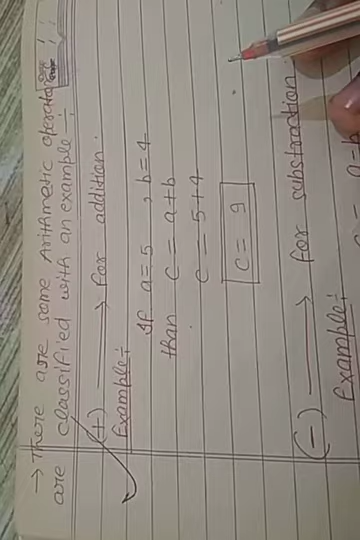 → There are some Arithmatic operators
are classified with an example:-
(+) ⟶ for addition.
Example:-
If a=5 , b=4
than c = a+b
c = 5+4
c = 9
(-) ⟶ for substraction.
Example:-